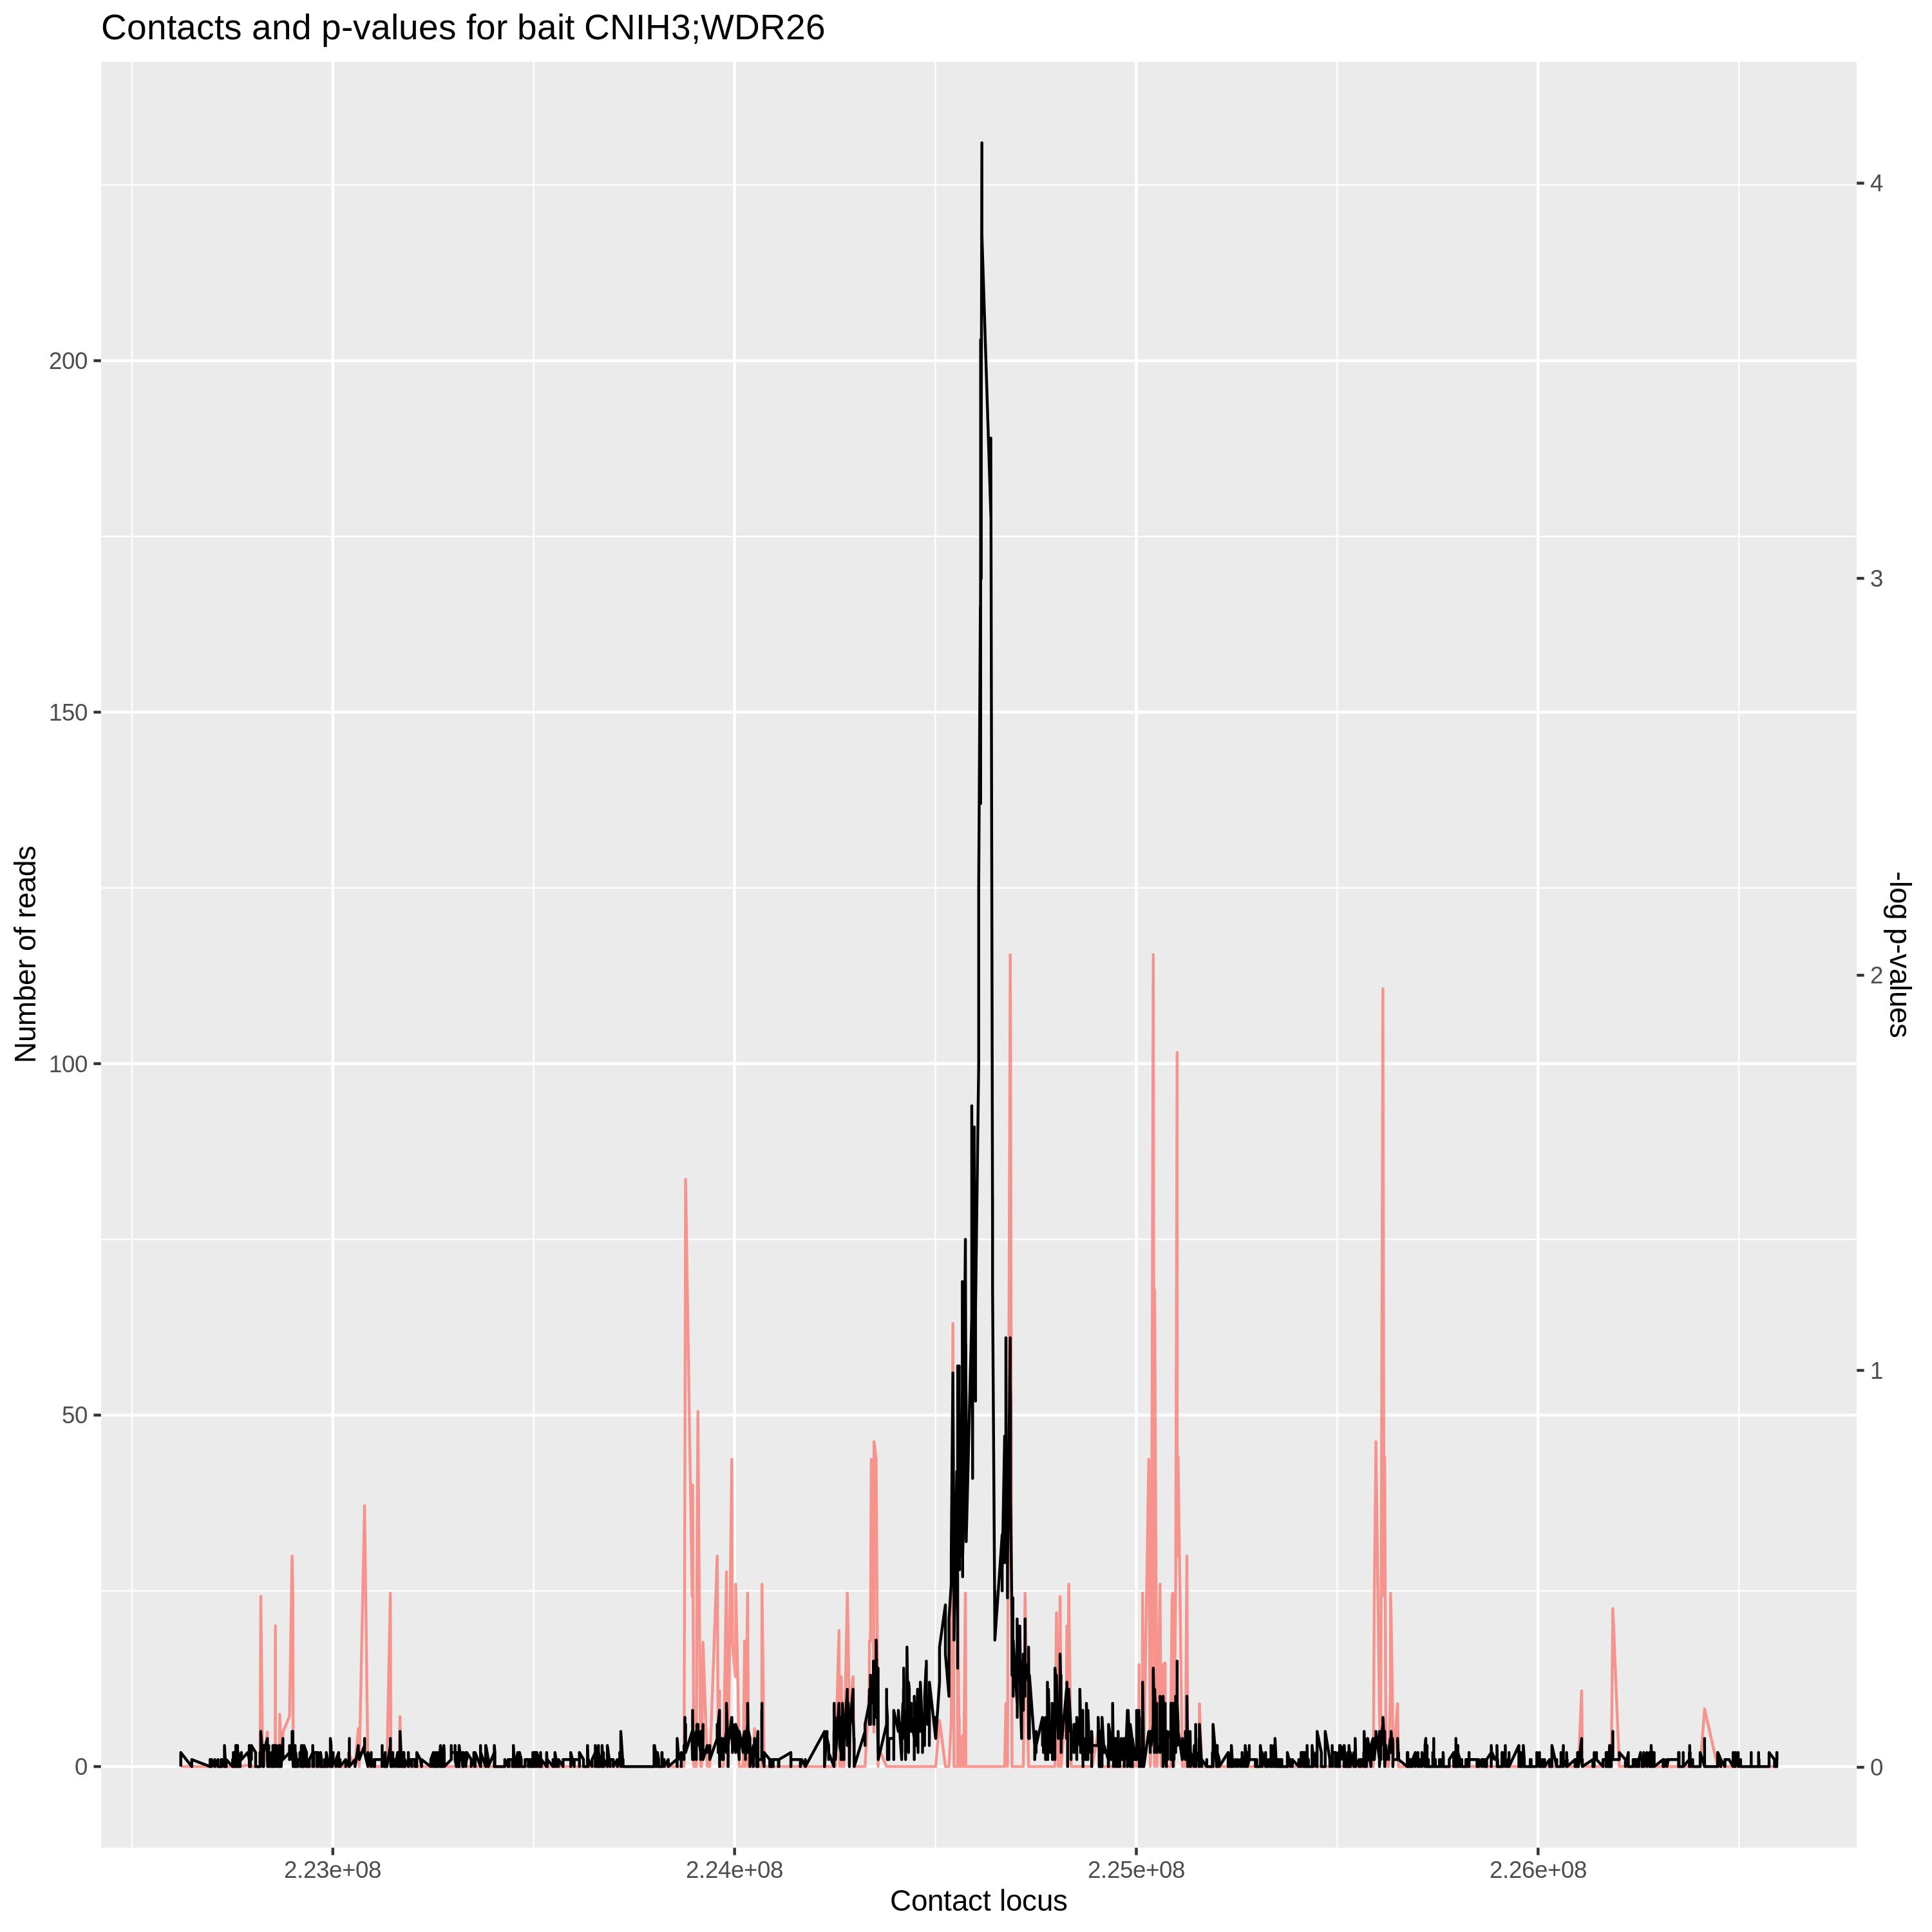 Contacts and p-values for bait CNIH3;WDR26
Number of reads
200
150
100
50
0
4
3
2
1
0
-log p-values
2.23e+08 2.24e+08 2.25e+08 2.26e+08
Contact locus